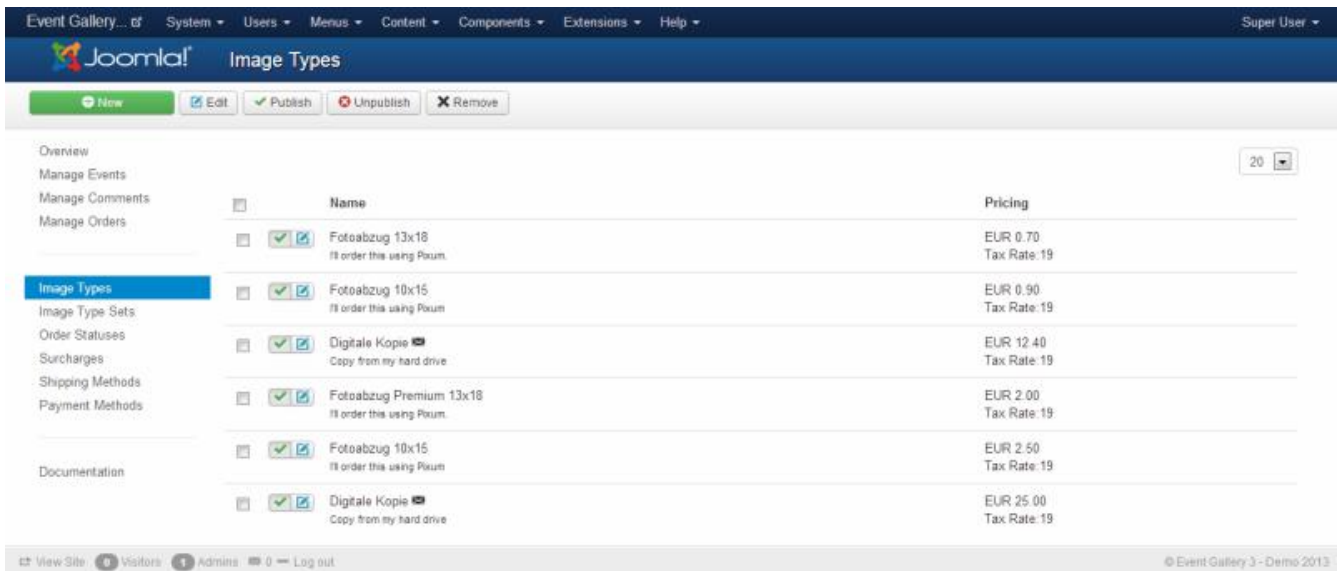 Event Gallery... System Users Menus Content Components Extensions Help Super User
Joomla! Image Types
New Edit Publish Unpublish Remove
Overview
Manage Events
Manage Comments
Manage Orders
Image Types
Image Type Sets
Order Statuses
Surcharges
Shipping Methods
Payment Methods
Documentation
20
Name Pricing
Fotoabzug 13x18 EUR 0.70
I'll order this using Pixum. Tax Rate: 19
Fotoabzug 10x15 EUR 0.90
I'll order this using Pixum Tax Rate: 19
Digitale Kopie EUR 12.40
Copy from my hard drive Tax Rate: 19
Fotoabzug Premium 13x18 EUR 2.00
I'll order this using Pixum. Tax Rate: 19
Fotoabzug 10x15 EUR 2.50
I'll order this using Pixum Tax Rate: 19
Digitale Kopie EUR 25.00
Copy from my hard drive Tax Rate: 19
View Site 0 Visitors 1 Admins 0 Log out © Event Gallery 3 - Demo 2013